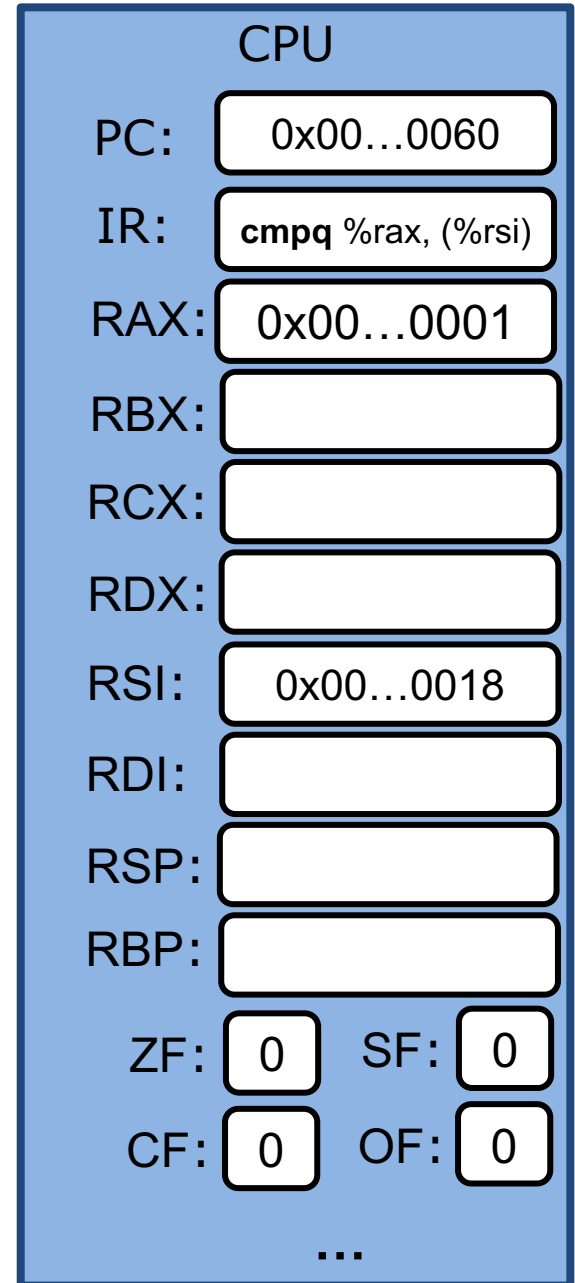 CPU
PC: 0x00…0060
IR: cmpq %rax, (%rsi)
RAX: 0x00…0001
RBX:
RCX:
RDX:
RSI: 0x00…0018
RDI:
RSP:
RBP:
ZF: 0 SF: 0
CF: 0 OF: 0
…